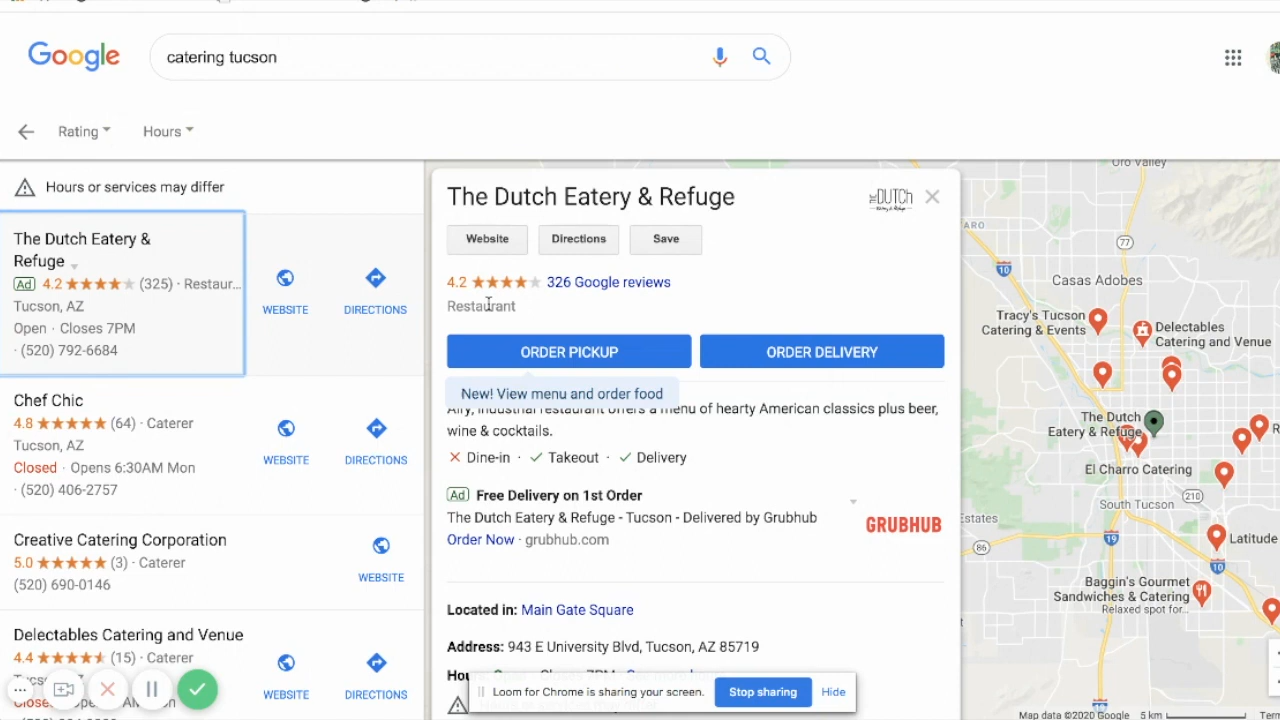 Google
catering tucson
Rating
Hours
Hours or services may differ
The Dutch Eatery &
Refuge
Ad 4.2 (325) · Restaur...
Tucson, AZ
Open · Closes 7PM
· (520) 792-6684
WEBSITE
DIRECTIONS
Chef Chic
4.8 (64) · Caterer
Tucson, AZ
Closed · Opens 6:30AM Mon
· (520) 406-2757
WEBSITE
DIRECTIONS
Creative Catering Corporation
5.0 (3) · Caterer
(520) 690-0146
WEBSITE
Delectables Catering and Venue
4.4 (15) · Caterer
WEBSITE
DIRECTIONS
The Dutch Eatery & Refuge
THE DUTCH
Website
Directions
Save
4.2 326 Google reviews
Restaurant
ORDER PICKUP
ORDER DELIVERY
New! View menu and order food
Airy, industrial restaurant offers a menu of hearty American classics plus beer,
wine & cocktails.
Dine-in · Takeout · Delivery
Ad Free Delivery on 1st Order
The Dutch Eatery & Refuge - Tucson - Delivered by Grubhub
Order Now · grubhub.com
GRUBHUB
Located in: Main Gate Square
Address: 943 E University Blvd, Tucson, AZ 85719
Loom for Chrome is sharing your screen.
Stop sharing
Hide
Oro Valley
77
10
Casas Adobes
Tracy's Tucson
Catering & Events
Delectables
Catering and Venue
The Dutch
Eatery & Refuge
El Charro Catering
210
South Tucson
Estates
86
19
10
Latitude
Baggin's Gourmet
Sandwiches & Catering
Relaxed spot for...
Map data ©2020 Google
5 km